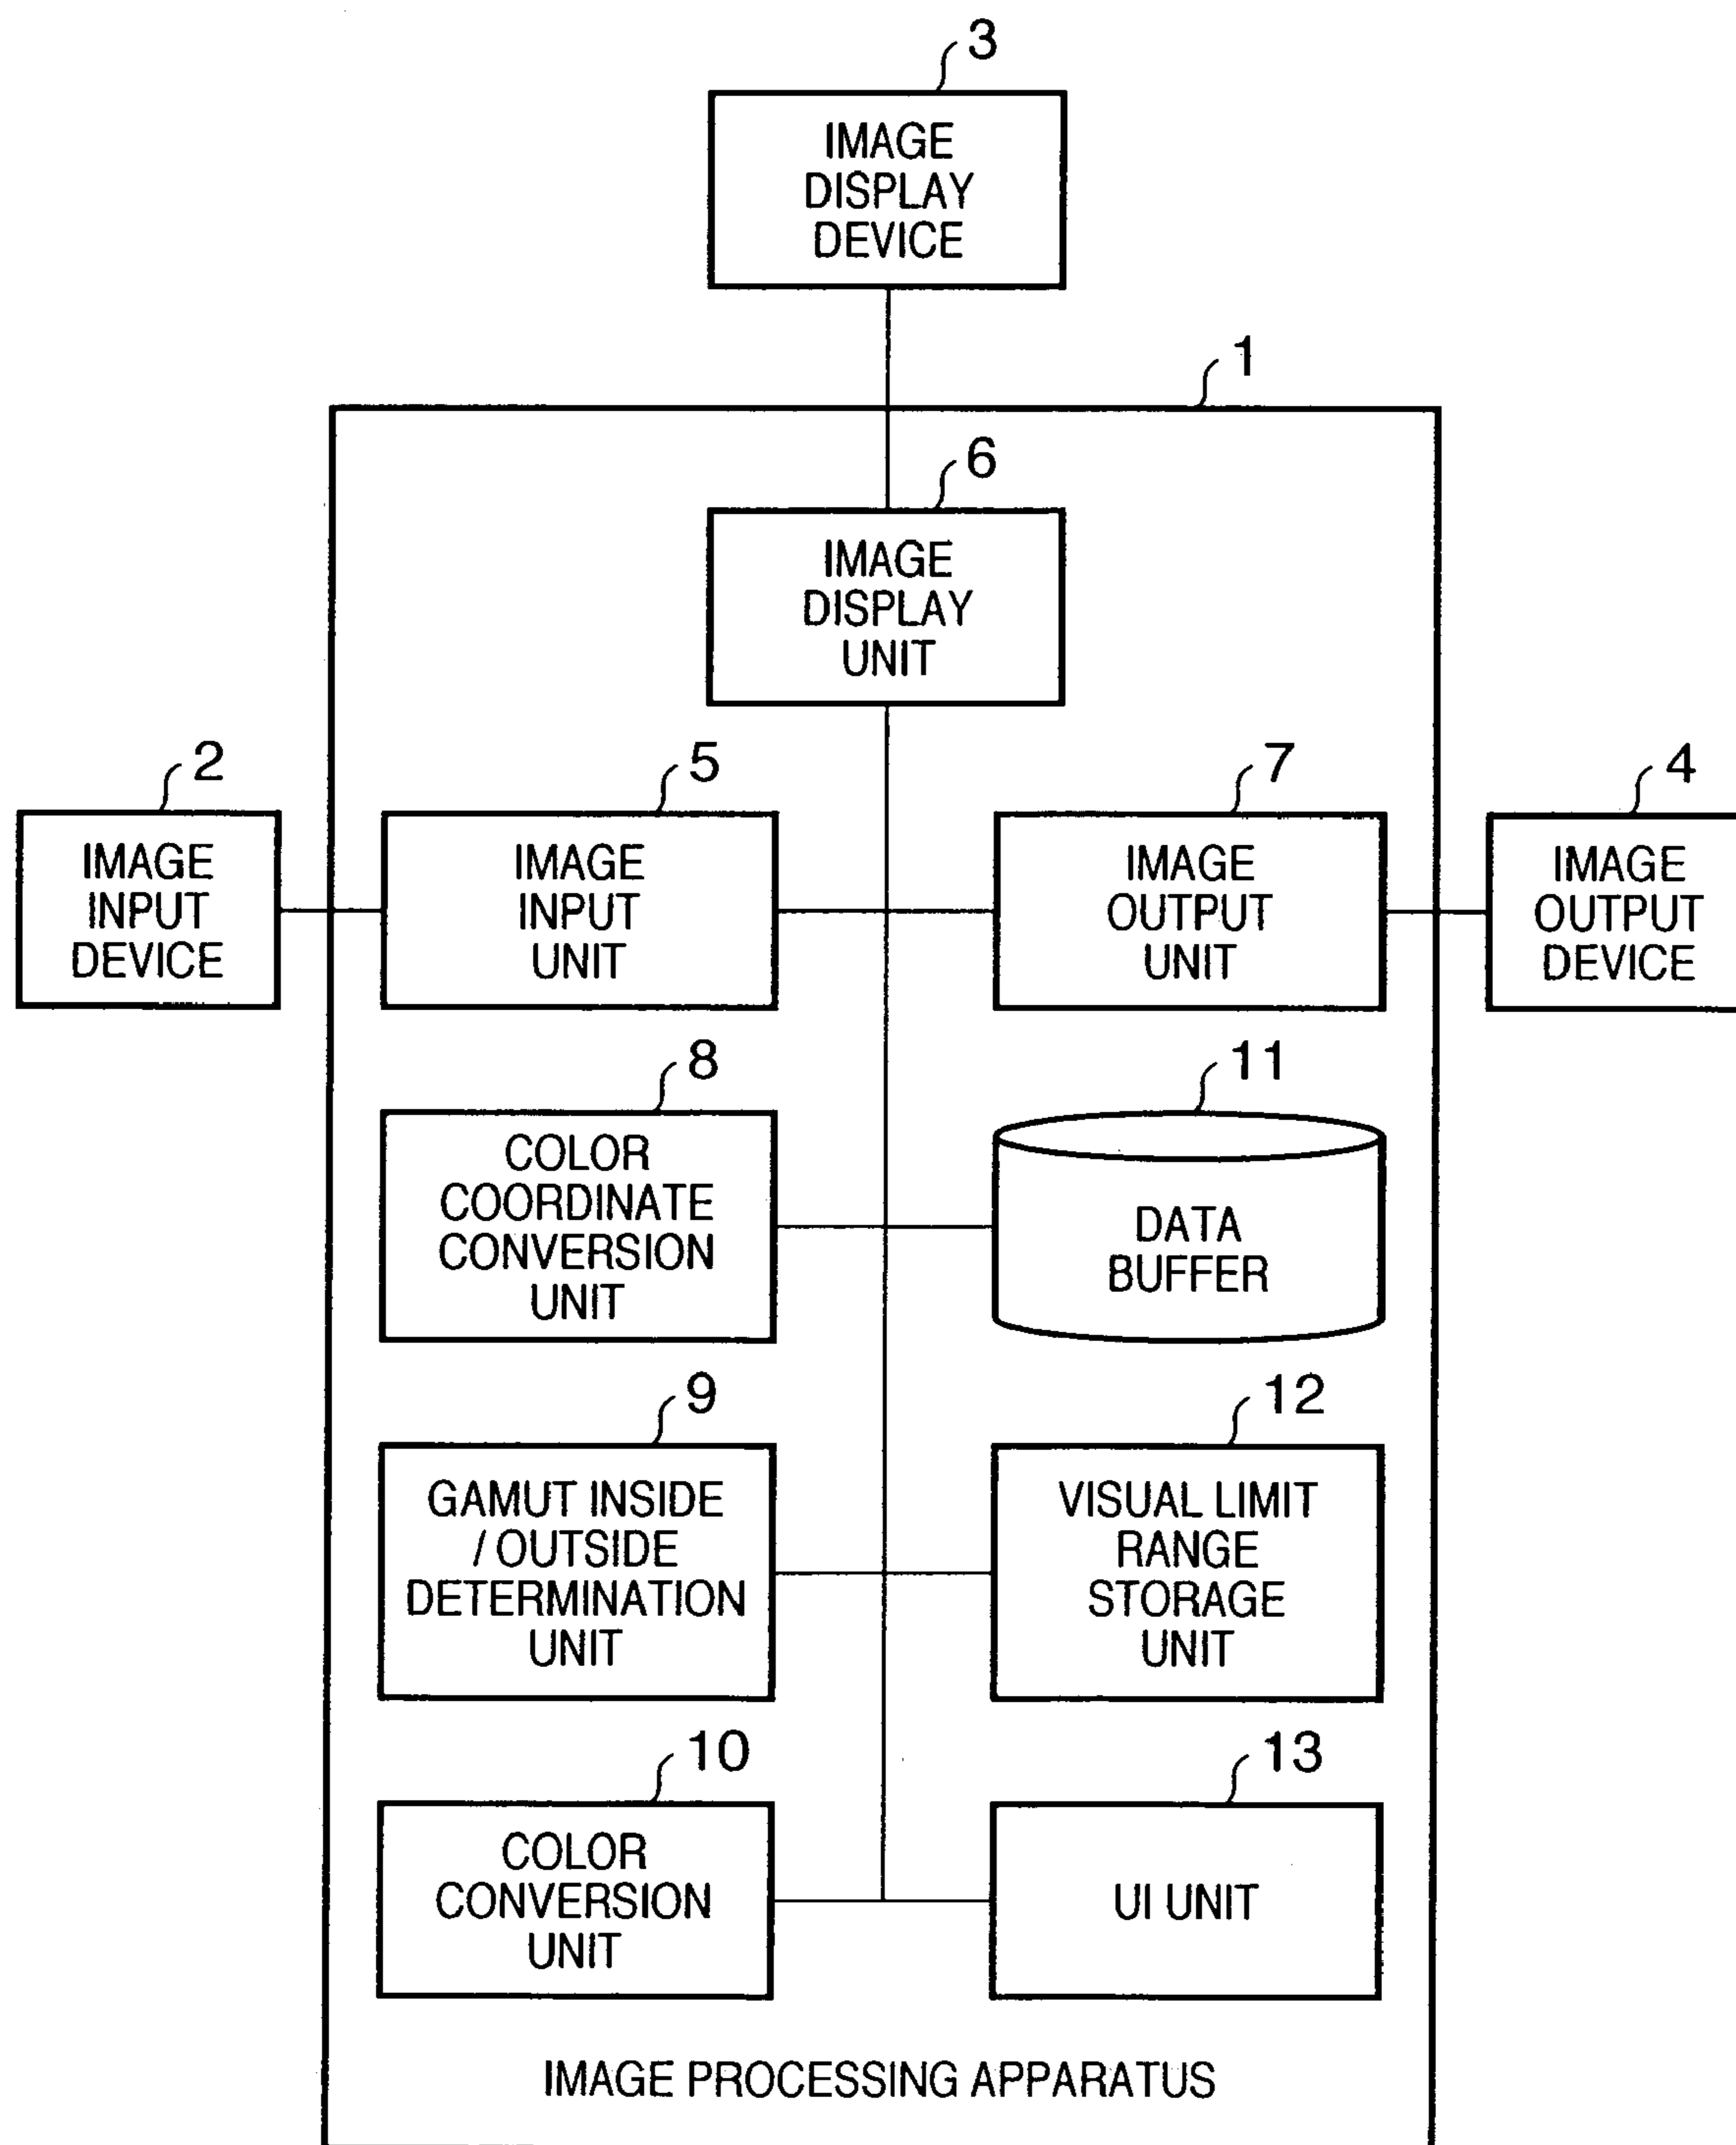 3
IMAGE
DISPLAY
DEVICE
1
6
IMAGE
DISPLAY
UNIT
2
IMAGE
INPUT
DEVICE
5
IMAGE
INPUT
UNIT
7
IMAGE
OUTPUT
UNIT
4
IMAGE
OUTPUT
DEVICE
8
COLOR
COORDINATE
CONVERSION
UNIT
11
DATA
BUFFER
9
GAMUT INSIDE
/ OUTSIDE
DETERMINATION
UNIT
12
VISUAL LIMIT
RANGE
STORAGE
UNIT
10
COLOR
CONVERSION
UNIT
13
UI UNIT
IMAGE PROCESSING APPARATUS